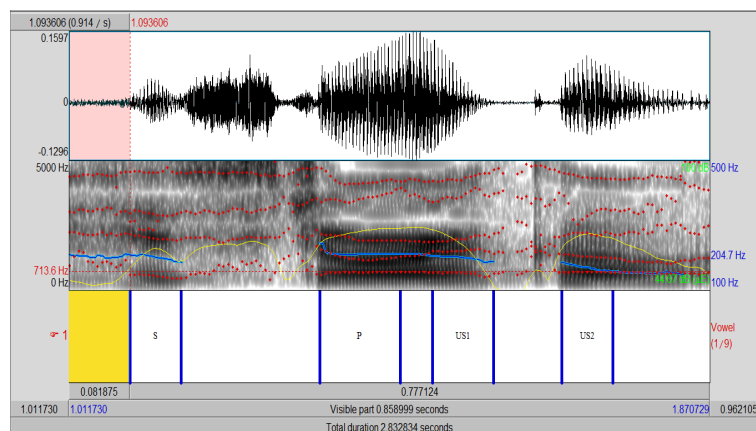 1.093606 (0.914 / s) 1.093606
0.1597
0
-0.1296
5000 Hz 500 Hz
713.6 Hz 204.7 Hz
0 Hz 100 Hz
☞ 1 S P US1 US2 Vowel
(1/9)
0.081875 0.777124
1.011730 1.011730 Visible part 0.858999 seconds 1.870729 0.962105
Total duration 2.832834 seconds